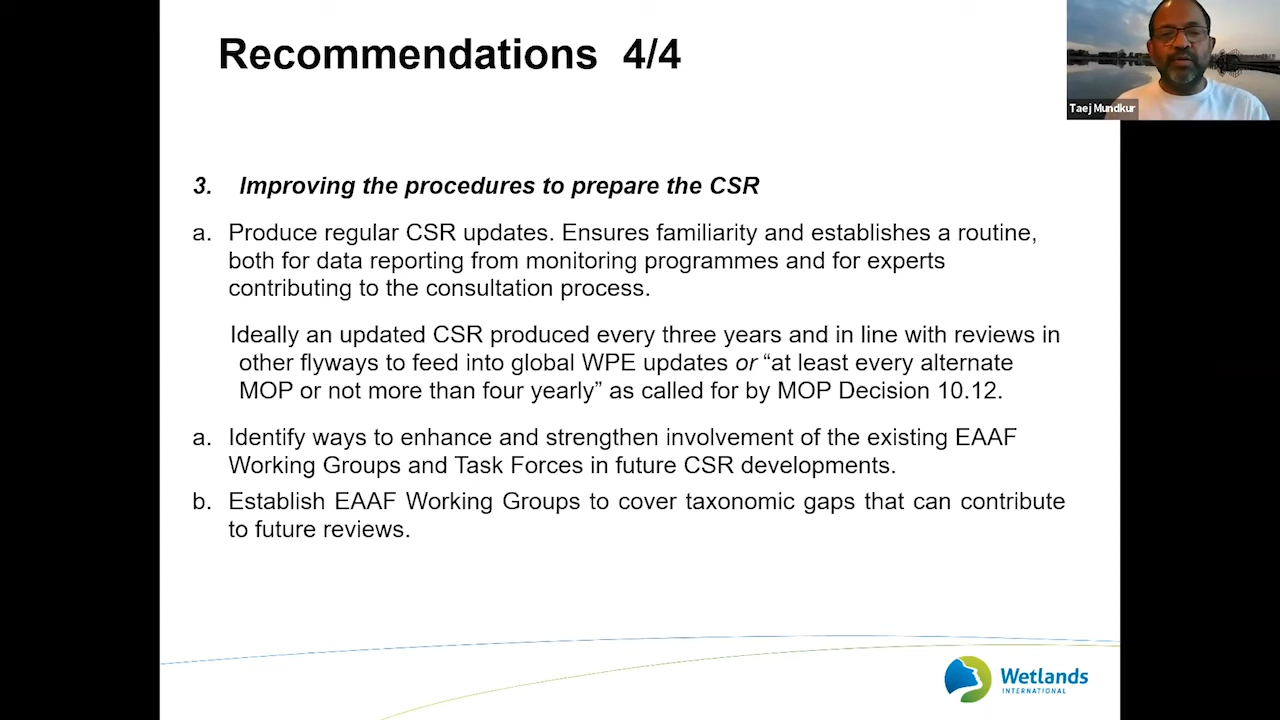 Recommendations 4/4
Taej Mundkur
3. Improving the procedures to prepare the CSR
a. Produce regular CSR updates. Ensures familiarity and establishes a routine,
both for data reporting from monitoring programmes and for experts
contributing to the consultation process.
Ideally an updated CSR produced every three years and in line with reviews in
other flyways to feed into global WPE updates or “at least every alternate
MOP or not more than four yearly” as called for by MOP Decision 10.12.
a. Identify ways to enhance and strengthen involvement of the existing EAAF
Working Groups and Task Forces in future CSR developments.
b. Establish EAAF Working Groups to cover taxonomic gaps that can contribute
to future reviews.
Wetlands
INTERNATIONAL